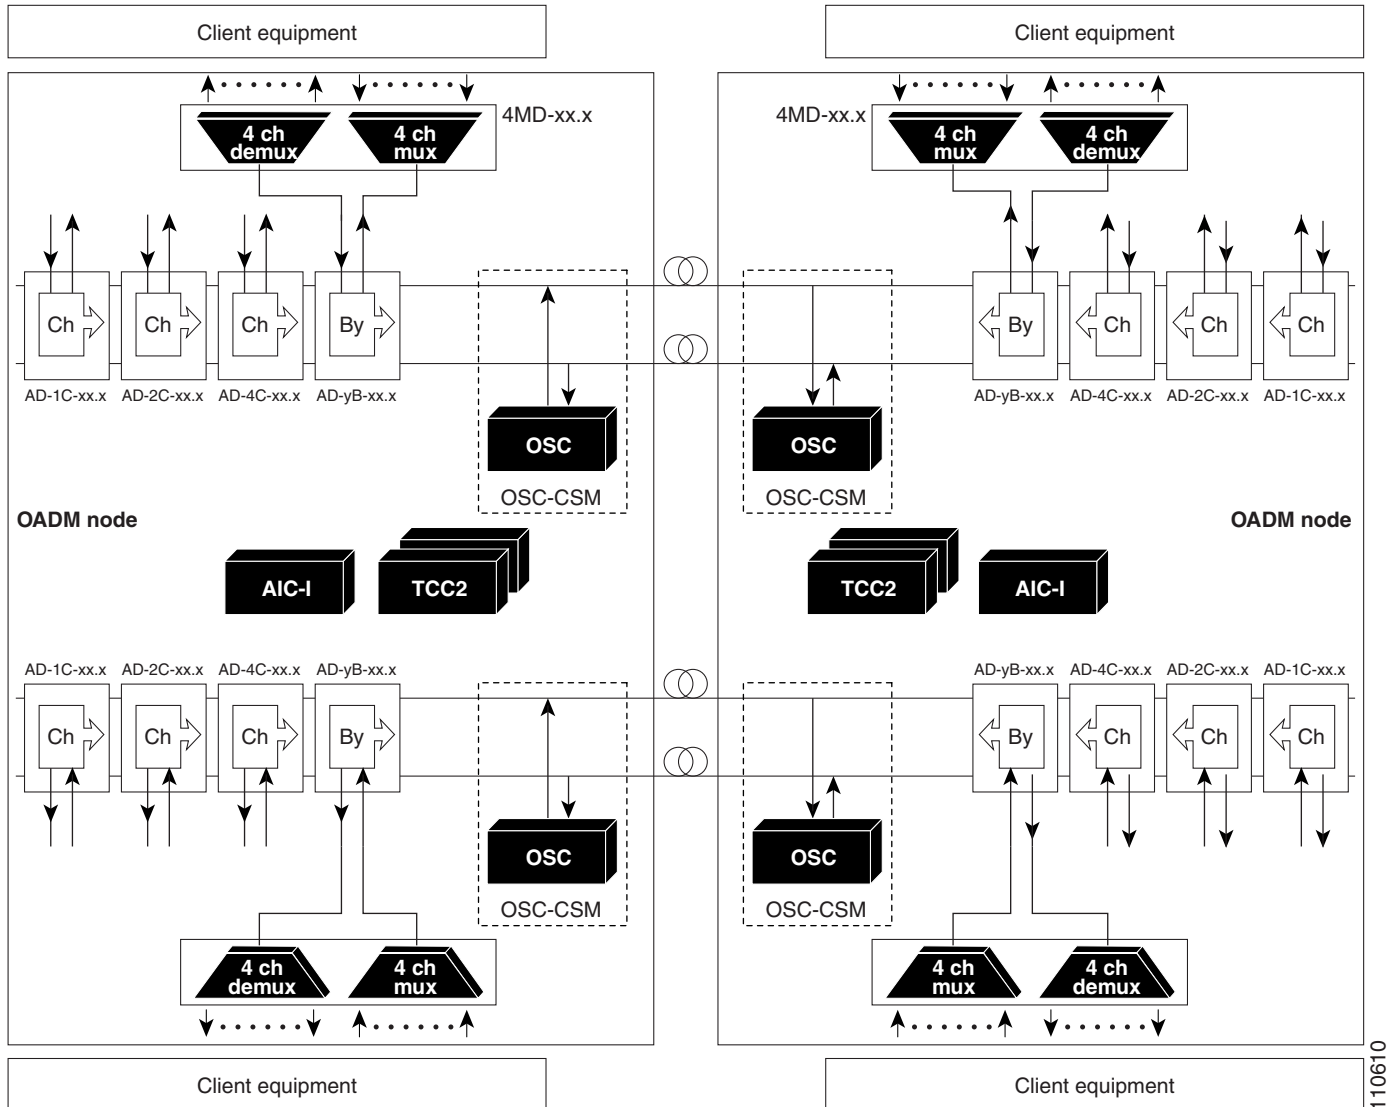 Client equipment
Client equipment
4 ch
demux
4 ch
mux
4MD-xx.x
4MD-xx.x
4 ch
mux
4 ch
demux
Ch
Ch
Ch
By
By
Ch
Ch
Ch
AD-1C-xx.x
AD-2C-xx.x
AD-4C-xx.x
AD-yB-xx.x
AD-yB-xx.x
AD-4C-xx.x
AD-2C-xx.x
AD-1C-xx.x
OSC
OSC
OSC-CSM
OSC-CSM
OADM node
OADM node
AIC-I
TCC2
TCC2
AIC-I
AD-1C-xx.x
AD-2C-xx.x
AD-4C-xx.x
AD-yB-xx.x
AD-yB-xx.x
AD-4C-xx.x
AD-2C-xx.x
AD-1C-xx.x
Ch
Ch
Ch
By
By
Ch
Ch
Ch
OSC
OSC
OSC-CSM
OSC-CSM
4 ch
demux
4 ch
mux
4 ch
mux
4 ch
demux
Client equipment
Client equipment
110610